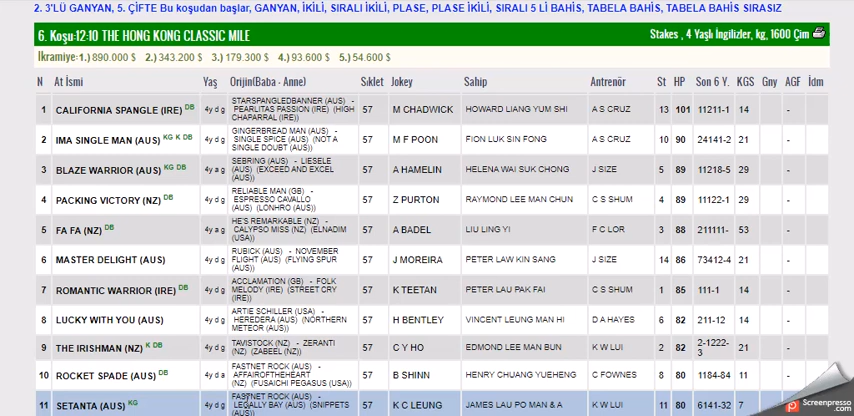 2. 3'LÜ GANYAN, 5. ÇİFTE Bu koşudan başlar, GANYAN, İKİLİ, SIRALI İKİLİ, PLASE, PLASE İKİLİ, SIRALI 5 Lİ BAHİS, TABELA BAHİS, TABELA BAHİS SIRASIZ
6. Koşu:12:10 THE HONG KONG CLASSIC MILE Stakes , 4 Yaşlı İngilizler, kg, 1600 Çim
İkramiye:1.) 890.000 $ 2.) 343.200 $ 3.) 179.300 $ 4.) 93.600 $ 5.) 54.600 $
N At İsmi Yaş Orijin(Baba - Anne) Sıklet Jokey Sahip Antrenör St HP Son 6 Y. KGS Gny AGF İdm
1 CALIFORNIA SPANGLE (IRE) DB 4y d g STARSPANGLEDBANNER (AUS) - PEARLITAS PASSION (IRE) (HIGH CHAPARRAL (IRE)) 57 M CHADWICK HOWARD LIANG YUM SHI A S CRUZ 13 101 11211-1 14 -
2 IMA SINGLE MAN (AUS) KG K DB 4y d g GINGERBREAD MAN (AUS) - SINGLE SPICE (AUS) (NOT A SINGLE DOUBT (AUS)) 57 M F POON FION LUK SIN FONG A S CRUZ 10 90 24141-2 21 -
3 BLAZE WARRIOR (AUS) KG DB 4y a g SEBRING (AUS) - LIESELE (AUS) (EXCEED AND EXCEL (AUS)) 57 A HAMELIN HELENA WAI SUK CHONG J SIZE 5 89 11218-5 29 -
4 PACKING VICTORY (NZ) DB 4y d g RELIABLE MAN (GB) - ESPRESSO CAVALLO (AUS) (LONHRO (AUS)) 57 Z PURTON RAYMOND LEE MAN CHUN C S SHUM 4 89 11122-1 29 -
5 FA FA (NZ) DB 4y a g HE'S REMARKABLE (NZ) - CALYPSO MISS (NZ) (ELNADIM (USA)) 57 A BADEL LIU LING YI F C LOR 3 88 211111- 53 -
6 MASTER DELIGHT (AUS) 4y d g RUBICK (AUS) - NOVEMBER FLIGHT (AUS) (FLYING SPUR (AUS)) 57 J MOREIRA PETER LAW KIN SANG J SIZE 14 86 73412-4 21 -
7 ROMANTIC WARRIOR (IRE) DB 4y d g ACCLAMATION (GB) - FOLK MELODY (IRE) (STREET CRY (IRE)) 57 K TEETAN PETER LAU PAK FAI C S SHUM 1 85 111-1 14 -
8 LUCKY WITH YOU (AUS) 4y d g ARTIE SCHILLER (USA) - HEREDERA (AUS) (NORTHERN METEOR (AUS)) 57 H BENTLEY VINCENT LEUNG MAN HI D A HAYES 6 82 211-12 14 -
9 THE IRISHMAN (NZ) K DB 4y d g TAVISTOCK (NZ) - ZERANTI (NZ) (ZABEEL (NZ)) 57 C Y HO EDMOND LEE MAN BUN K W LUI 2 82 2-1222-3 21 -
10 ROCKET SPADE (AUS) DB 4y d a FASTNET ROCK (AUS) - AFFAIROFTHEHEART (NZ) (FUSAICHI PEGASUS (USA)) 57 B SHINN HENRY CHUANG YUEHENG C FOWNES 8 80 1184-84 11 -
11 SETANTA (AUS) KG 4y d g FASTNET ROCK (AUS) - LEGALLY BAY (AUS) (SNIPPETS (AUS)) 57 K C LEUNG JAMES LAU PO MAN & A K W LUI 11 80 6141-32 7 -
Screenpresso
.com